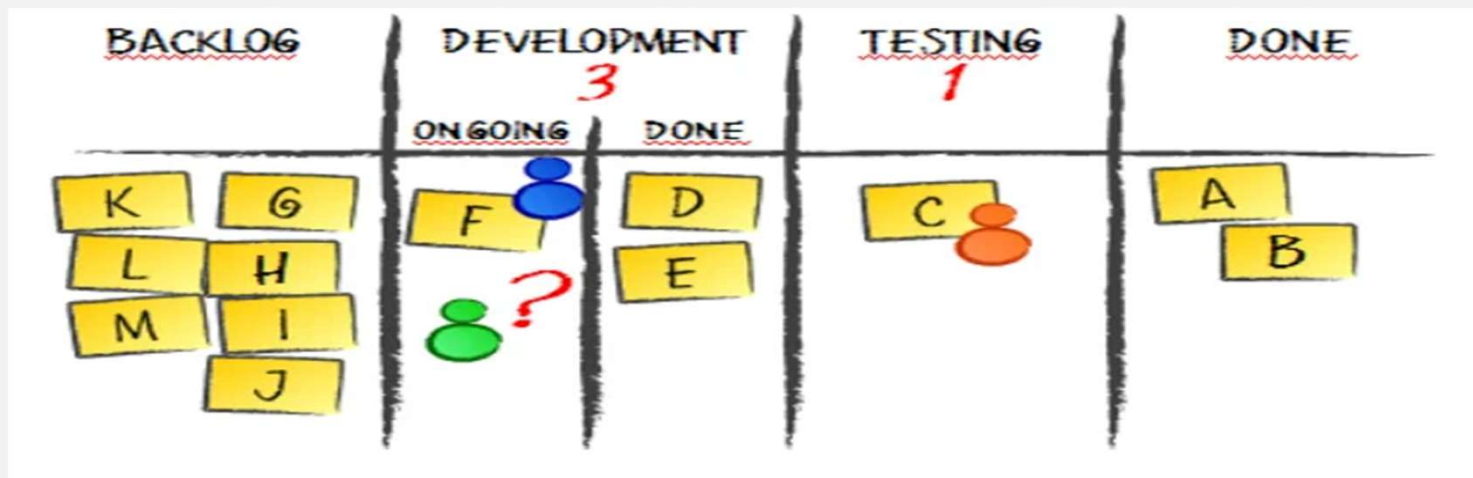 BACKLOG DEVELOPMENT TESTING DONE
3 1
ONGOING DONE
K G F D C A
L H E B
M I ?
J